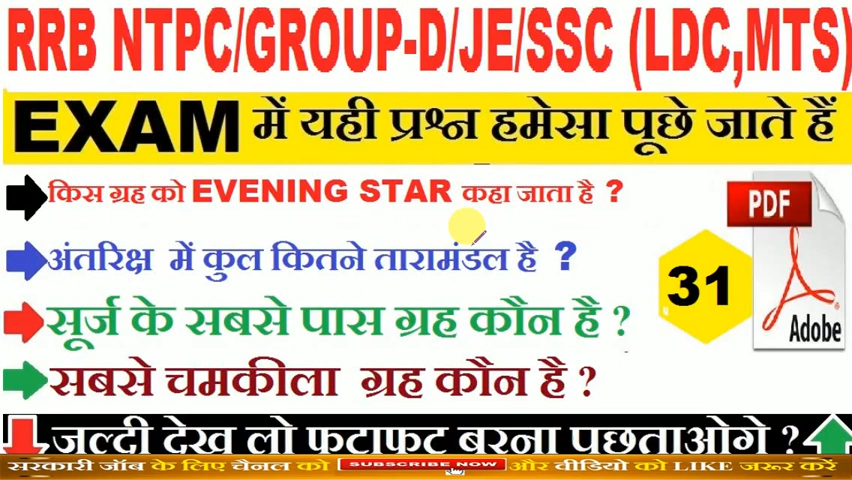 RRB NTPC/GROUP-D/JE/SSC (LDC,MTS)
EXAM में यही प्रश्न हमेसा पूछे जाते हैं
किस ग्रह को EVENING STAR कहा जाता है ?
PDF
अंतरिक्ष में कुल कितने तारामंडल है ?
31
सूर्ज के सबसे पास ग्रह कौन है ?
Adobe
सबसे चमकीला ग्रह कौन है ?
जल्दी देख लो फटाफट बरना पछताओगे ?
सरकारी जॉब के लिए चैनल को SUBSCRIBE NOW और वीडियो को LIKE जरूर करे